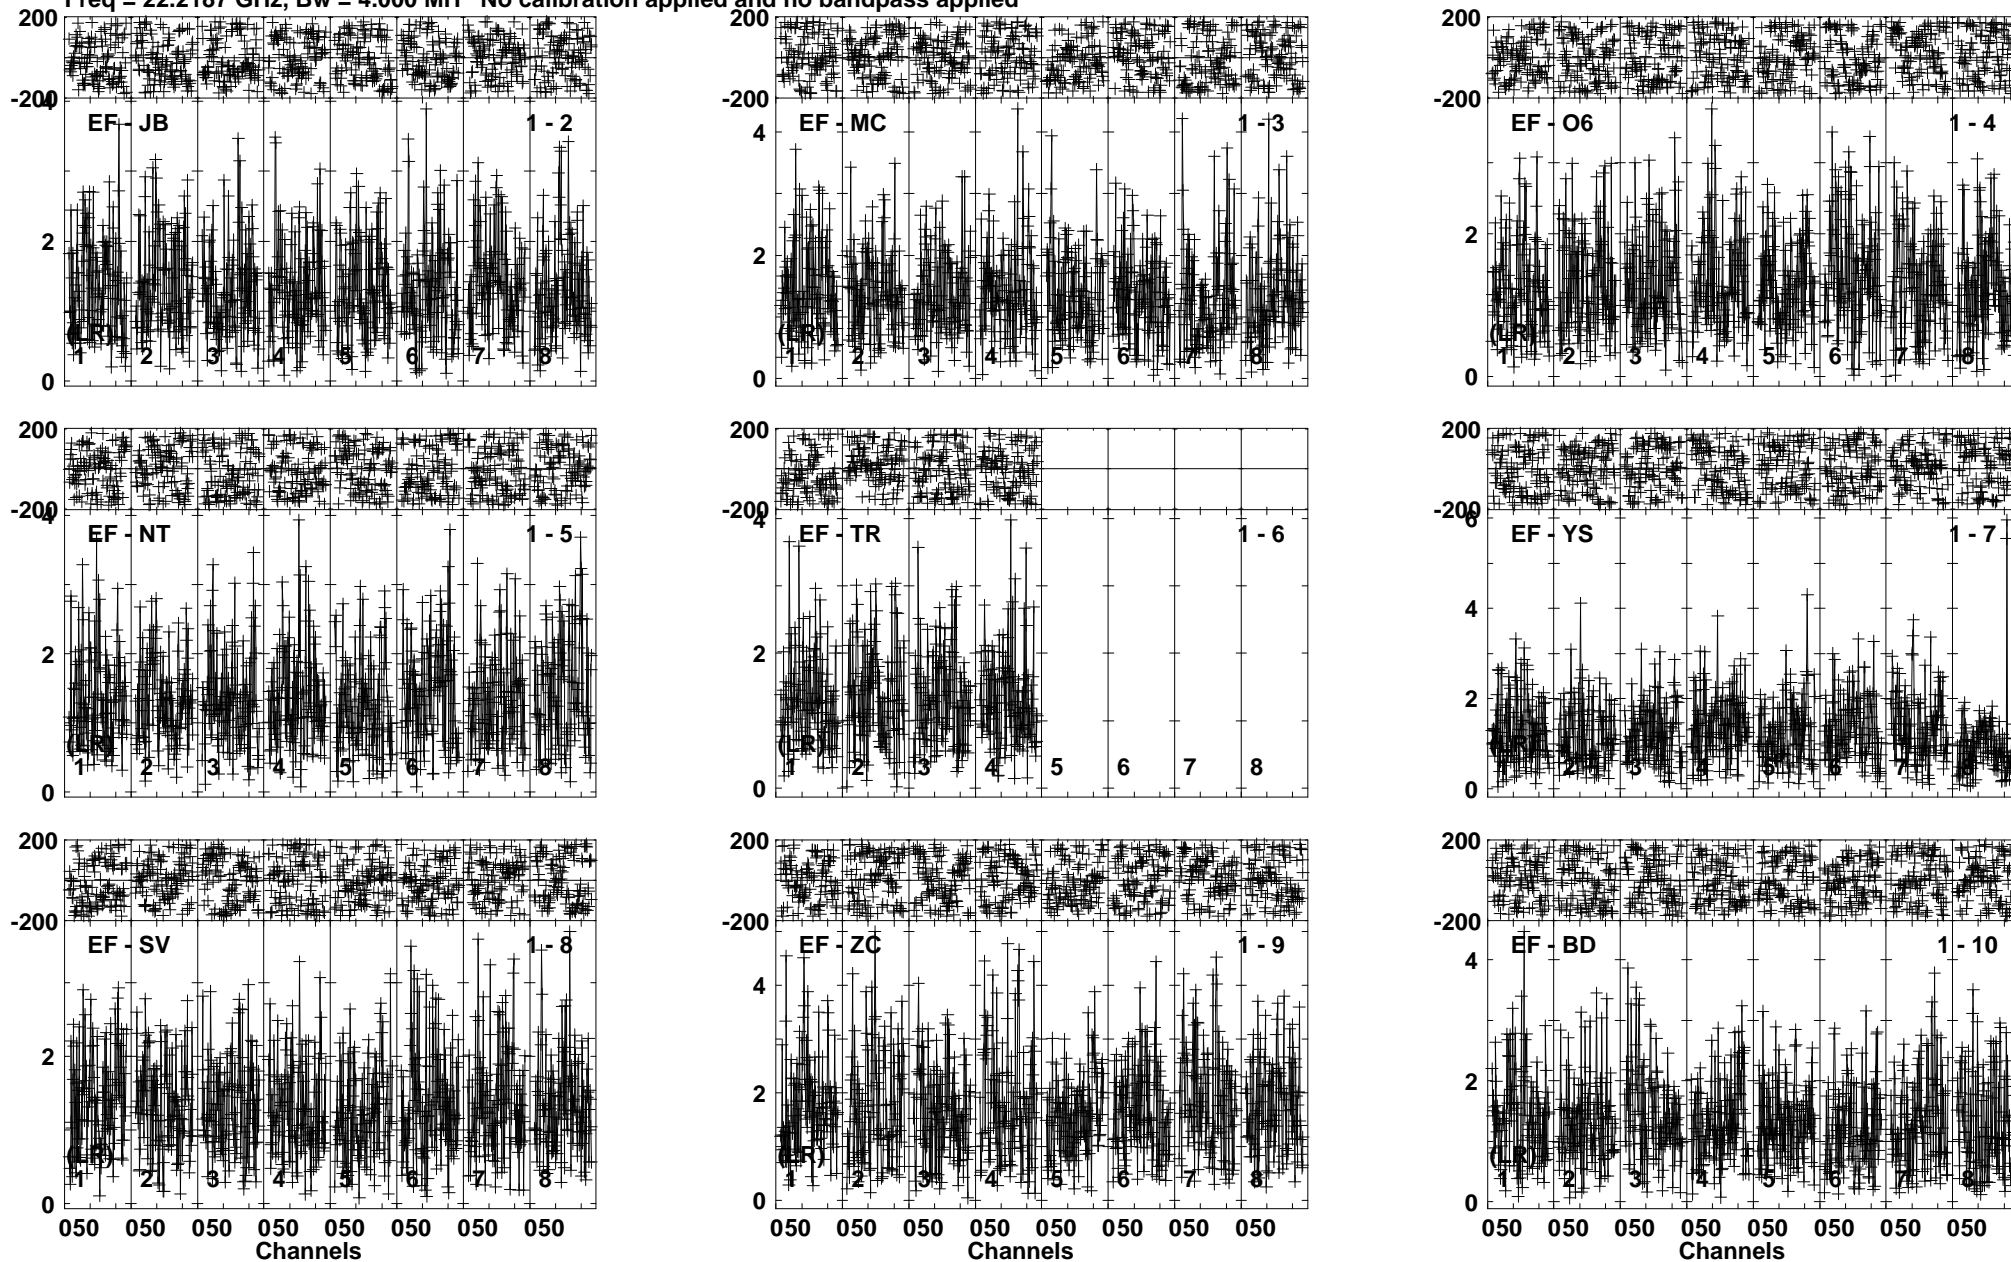 Freq = 22.2187 GHz, Bw = 4.000 MH No calibration applied and no bandpass applied
200 200 200
-200 -200 -200
4
EF - JB 1 - 2 EF - MC 1 - 3 EF - O6 1 - 4
4
2 2 2
(LR) (LR) (LR)
1 2 3 4 5 6 7 8 1 2 3 4 5 6 7 8 1 2 3 4 5 6 7 8
0 0 0
200 200 200
-200 -200 -200
4 4 6
EF - NT 1 - 5 EF - TR 1 - 6 EF - YS 1 - 7
4
2 2 2
(LR) (LR) (LR)
1 2 3 4 5 6 7 8 1 2 3 4 5 6 7 8 1 2 3 4 5 6 7 8
0 0 0
200 200 200
-200 -200 -200
EF - SV 1 - 8 EF - ZC 1 - 9 EF - BD 1 - 10
4 4
2 2 2
(LR) (LR) (LR)
1 2 3 4 5 6 7 8 1 2 3 4 5 6 7 8 1 2 3 4 5 6 7 8
0 0 0
050 050 050 050 050 050 050 050 050 050 050 050 050 050 050 050 050 050 050 050 050 050 050 050
Channels Channels Channels